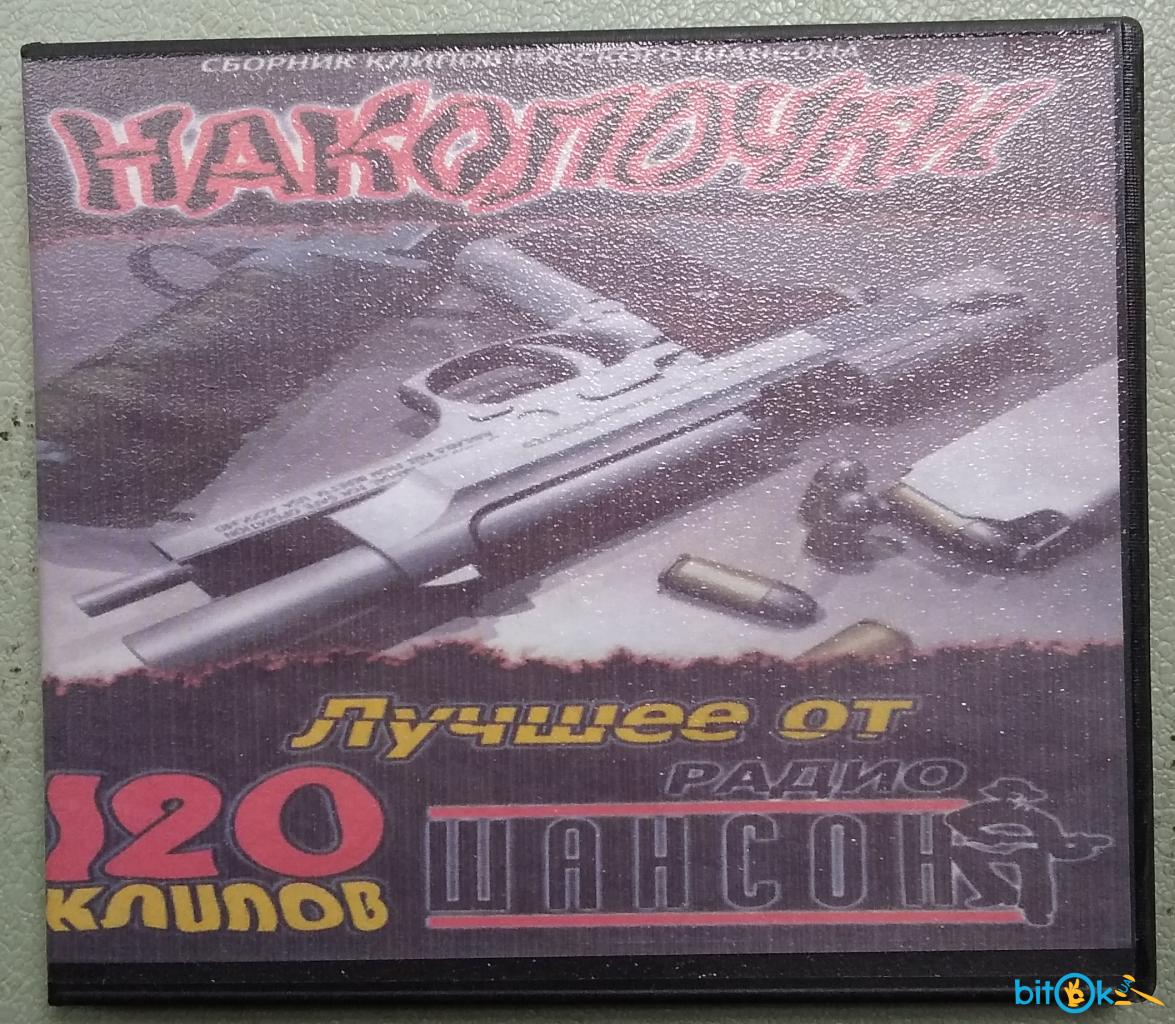 СБОРНИК КЛИПОВ РУССКОГО ШАНСОНА
НАКОЛОЧКИ
Лучшее от
РАДИО
ШАНСОН
120
КЛИПОВ
bitOk